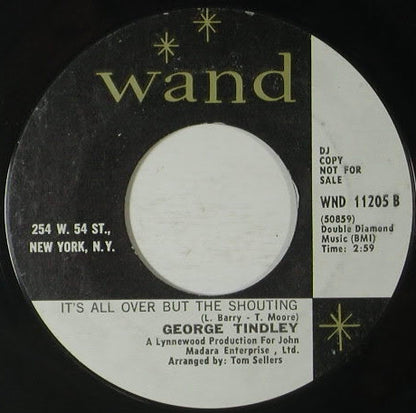 wand
DJ
COPY
NOT FOR
SALE
WND 11205 B
(50859)
Double Diamond
Music (BMI)
Time: 2:59
254 W. 54 ST.,
NEW YORK, N.Y.
IT'S ALL OVER BUT THE SHOUTING
(L. Barry - T. Moore)
GEORGE TINDLEY
A Lynnewood Production For John
Madara Enterprise , Ltd.
Arranged by: Tom Sellers